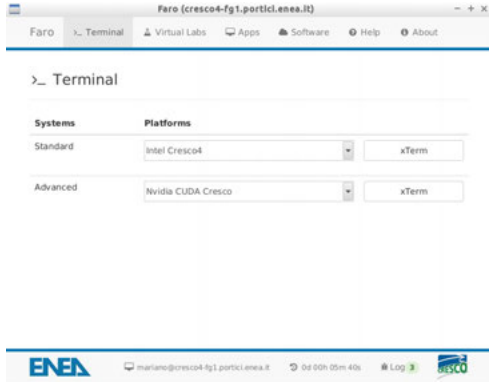 Faro (cresco4-fg1.portici.enea.it) - + x
Faro >_ Terminal Virtual Labs Apps Software Help About
>_ Terminal
Systems Platforms
Standard Intel Cresco4 xTerm
Advanced Nvidia CUDA Cresco xTerm
ENEA mariano@cresco4-fg1.portici.enea.it 0d 00h 05m 40s Log 3 CRESCO